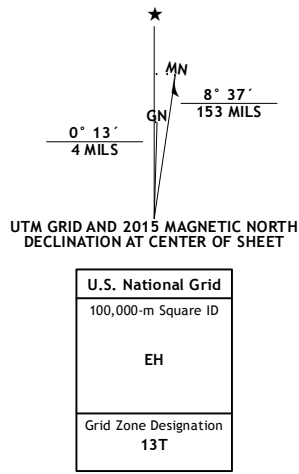 MN
8° 37´
153 MILS
GN
0° 13´
4 MILS
UTM GRID AND 2015 MAGNETIC NORTH
DECLINATION AT CENTER OF SHEET
U.S. National Grid
100,000-m Square ID
EH
Grid Zone Designation
13T